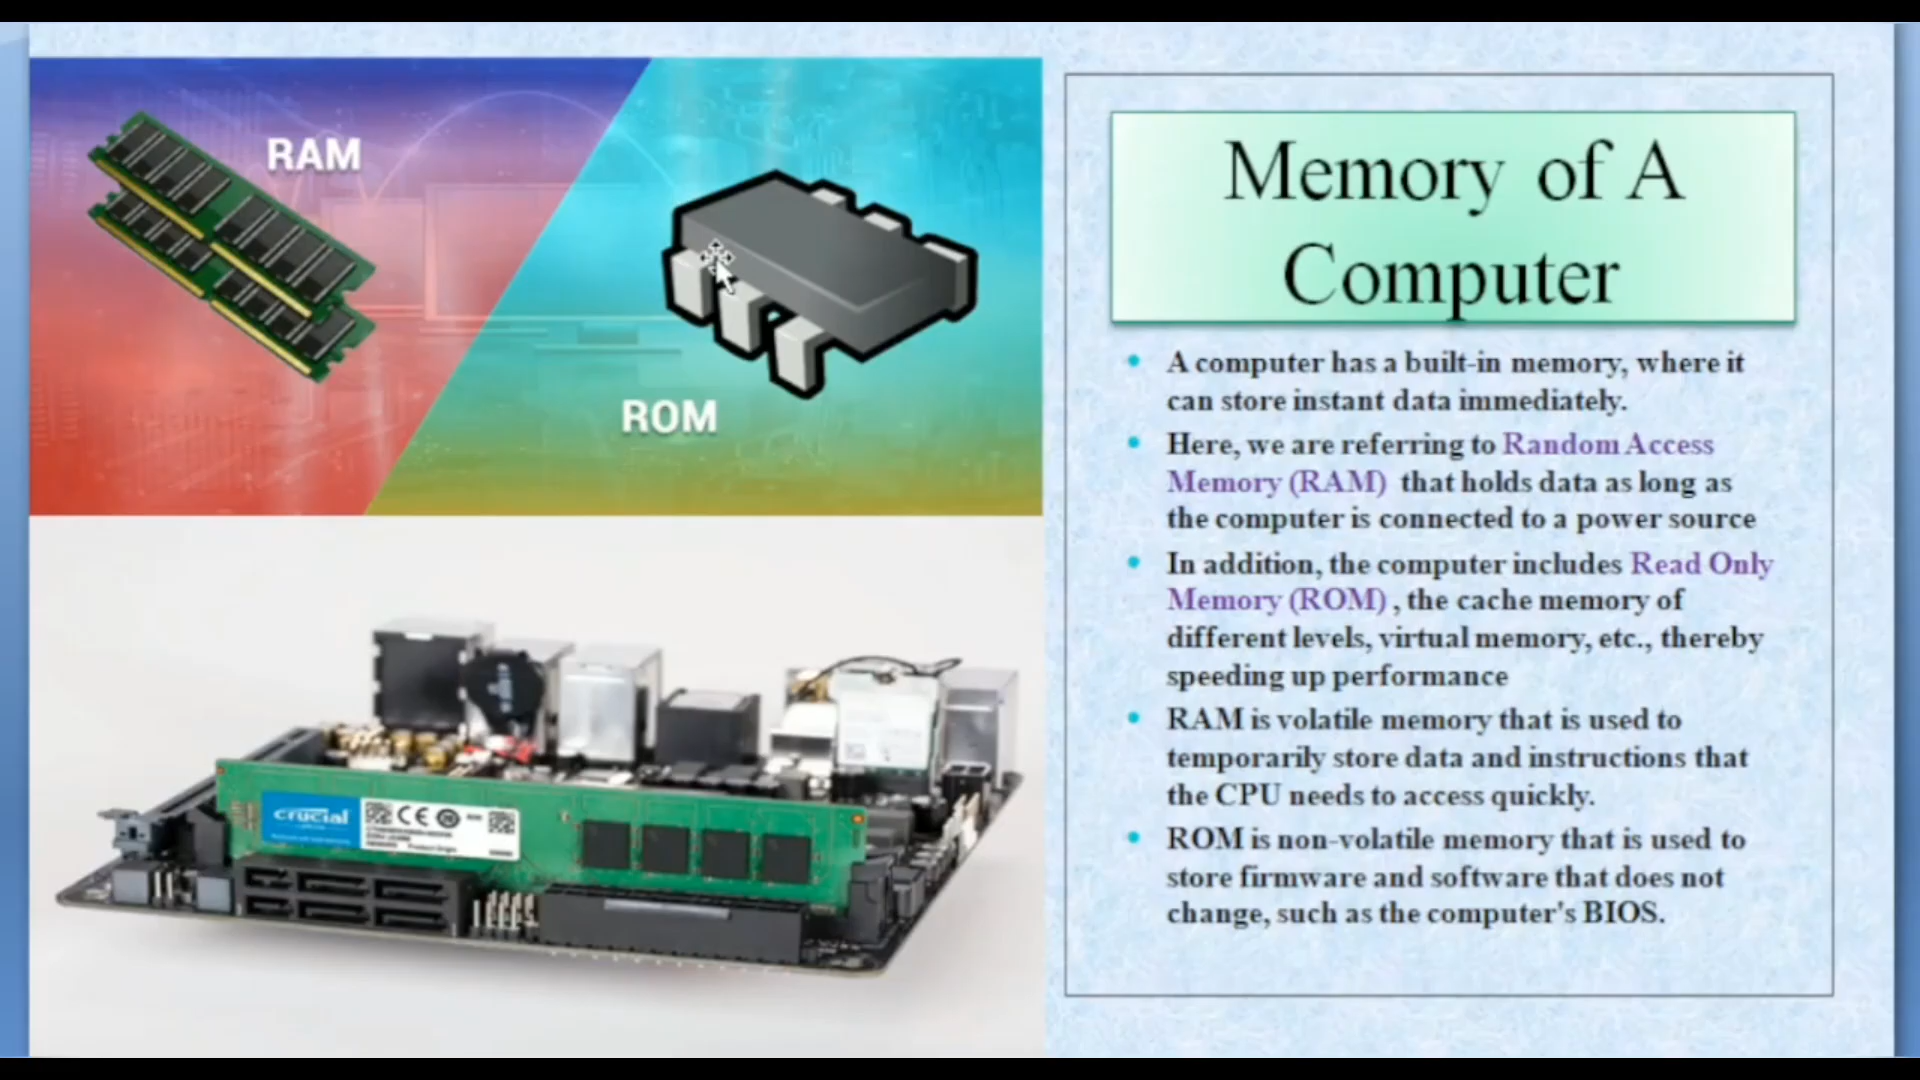 RAM
ROM
crucial
Memory of A
Computer
A computer has a built-in memory, where it
can store instant data immediately.
Here, we are referring to Random Access
Memory (RAM) that holds data as long as
the computer is connected to a power source
In addition, the computer includes Read Only
Memory (ROM) , the cache memory of
different levels, virtual memory, etc., thereby
speeding up performance
RAM is volatile memory that is used to
temporarily store data and instructions that
the CPU needs to access quickly.
ROM is non-volatile memory that is used to
store firmware and software that does not
change, such as the computer's BIOS.